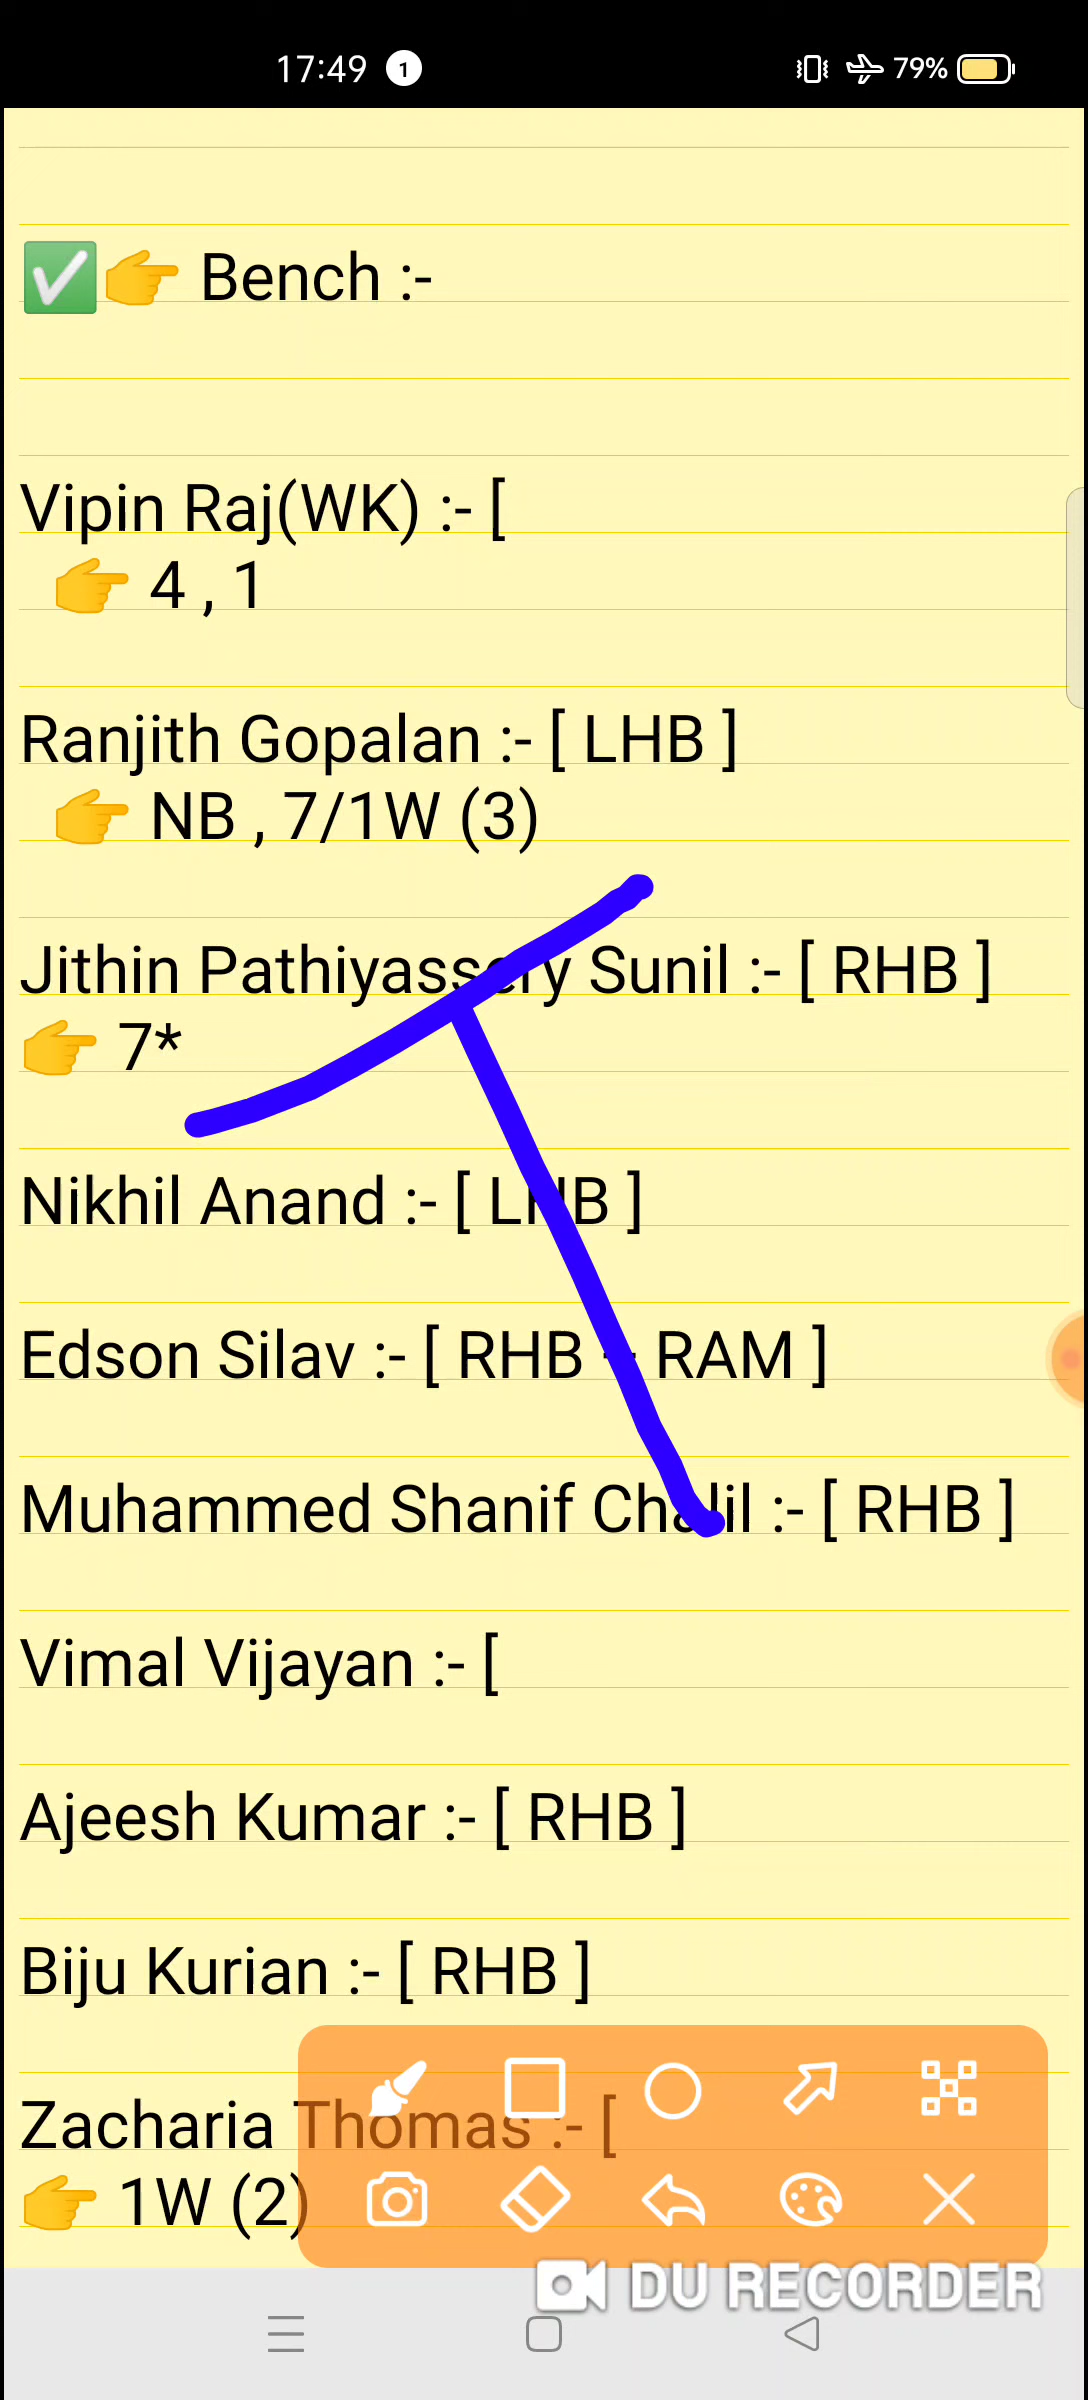 17:49 1 79%
✅👉 Bench :-
Vipin Raj(WK) :- [
👉 4 , 1
Ranjith Gopalan :- [ LHB ]
👉 NB , 7/1W (3)
Jithin Pathiyassery Sunil :- [ RHB ]
👉 7*
Nikhil Anand :- [ LHB ]
Edson Silav :- [ RHB - RAM ]
Muhammed Shanif Chalil :- [ RHB ]
Vimal Vijayan :- [
Ajeesh Kumar :- [ RHB ]
Biju Kurian :- [ RHB ]
Zacharia Thomas :- [
👉 1W (2)
DU RECORDER